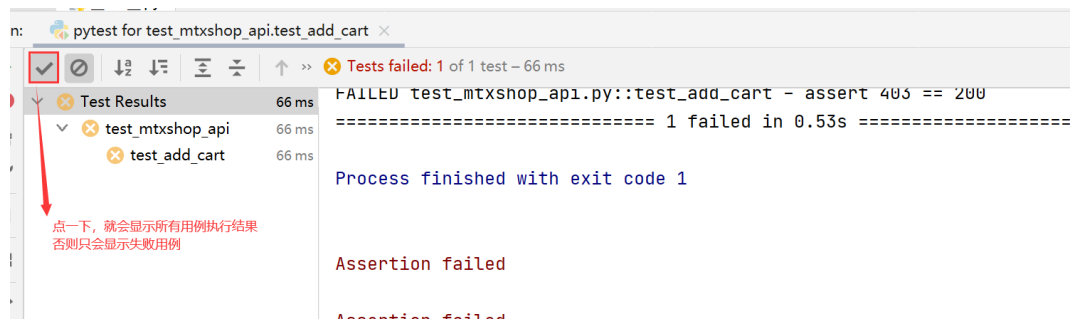 n:
pytest for test_mtxshop_api.test_add_cart
Tests failed: 1 of 1 test – 66 ms
Test Results 66 ms
test_mtxshop_api 66 ms
test_add_cart 66 ms
点一下，就会显示所有用例执行结果
否则只会显示失败用例
FAILED test_mtxshop_api.py::test_add_cart - assert 403 == 200
============================== 1 failed in 0.53s =====================
Process finished with exit code 1
Assertion failed
Assertion failed